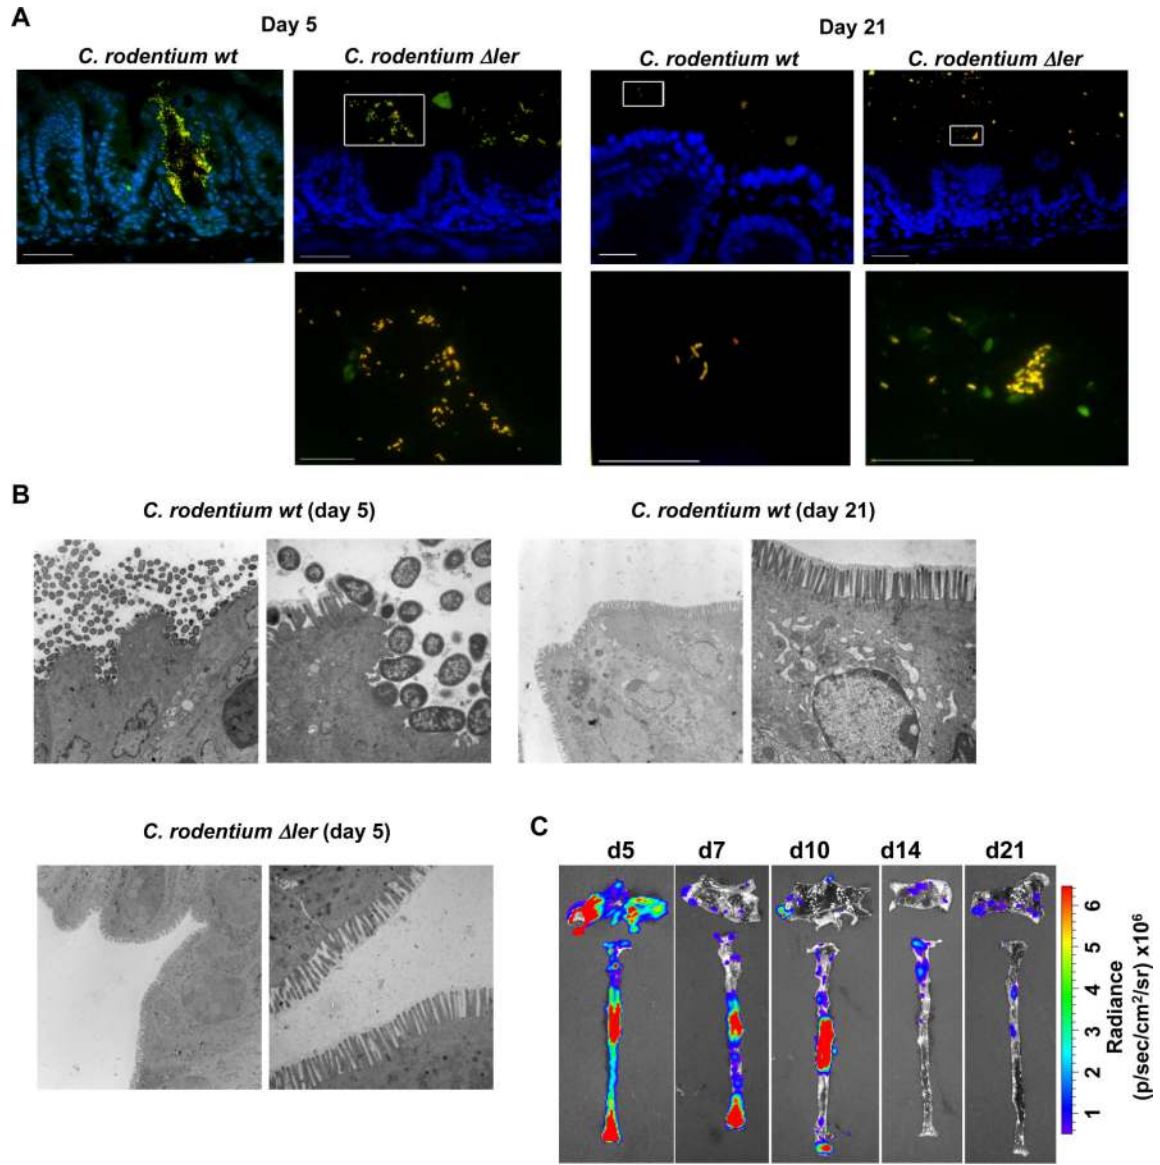 A
Day 5
Day 21
C. rodentium wt
C. rodentium Δler
C. rodentium wt
C. rodentium Δler
B
C. rodentium wt (day 5)
C. rodentium wt (day 21)
C. rodentium Δler (day 5)
C
d5
d7
d10
d14
d21
6
5
4
3
2
1
Radiance
(p/sec/cm²/sr) x10⁶